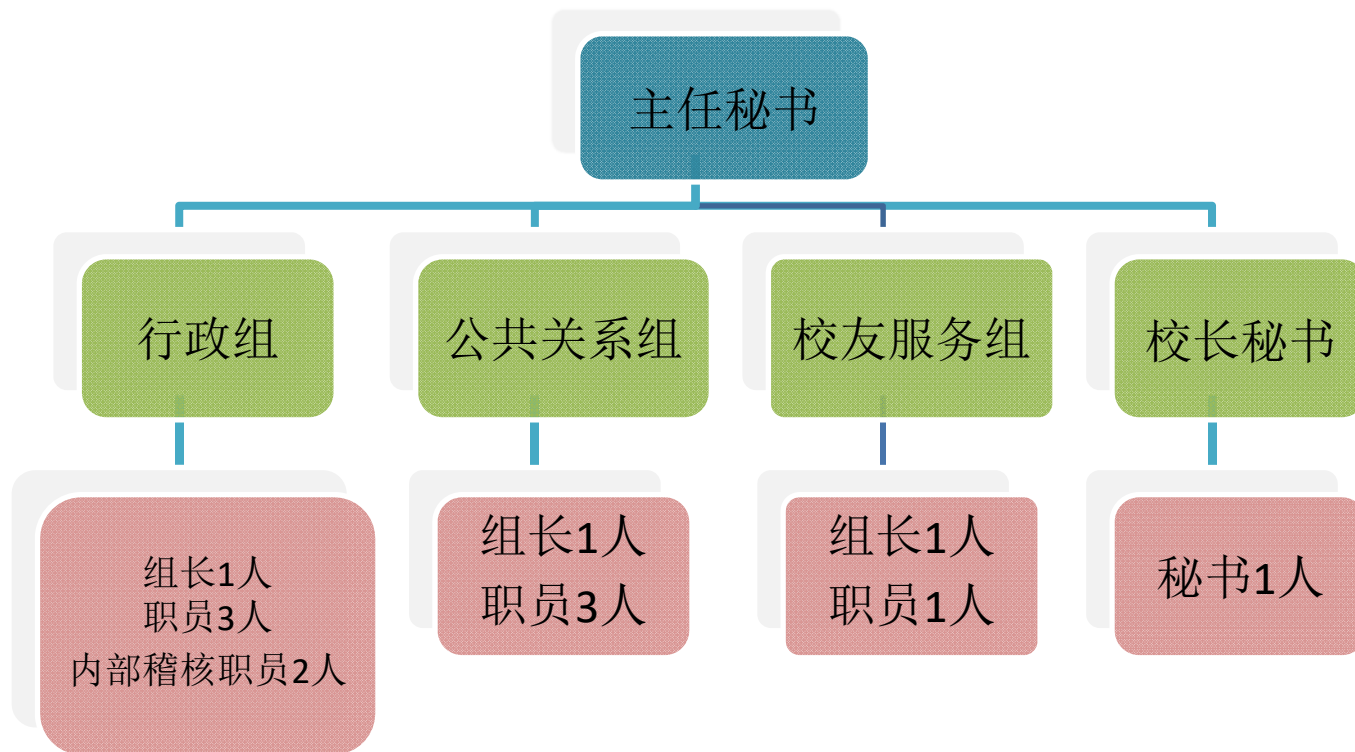 主任秘书
行政组
公共关系组
校友服务组
校长秘书
组长1人
职员3人
内部稽核职员2人
组长1人
职员3人
组长1人
职员1人
秘书1人